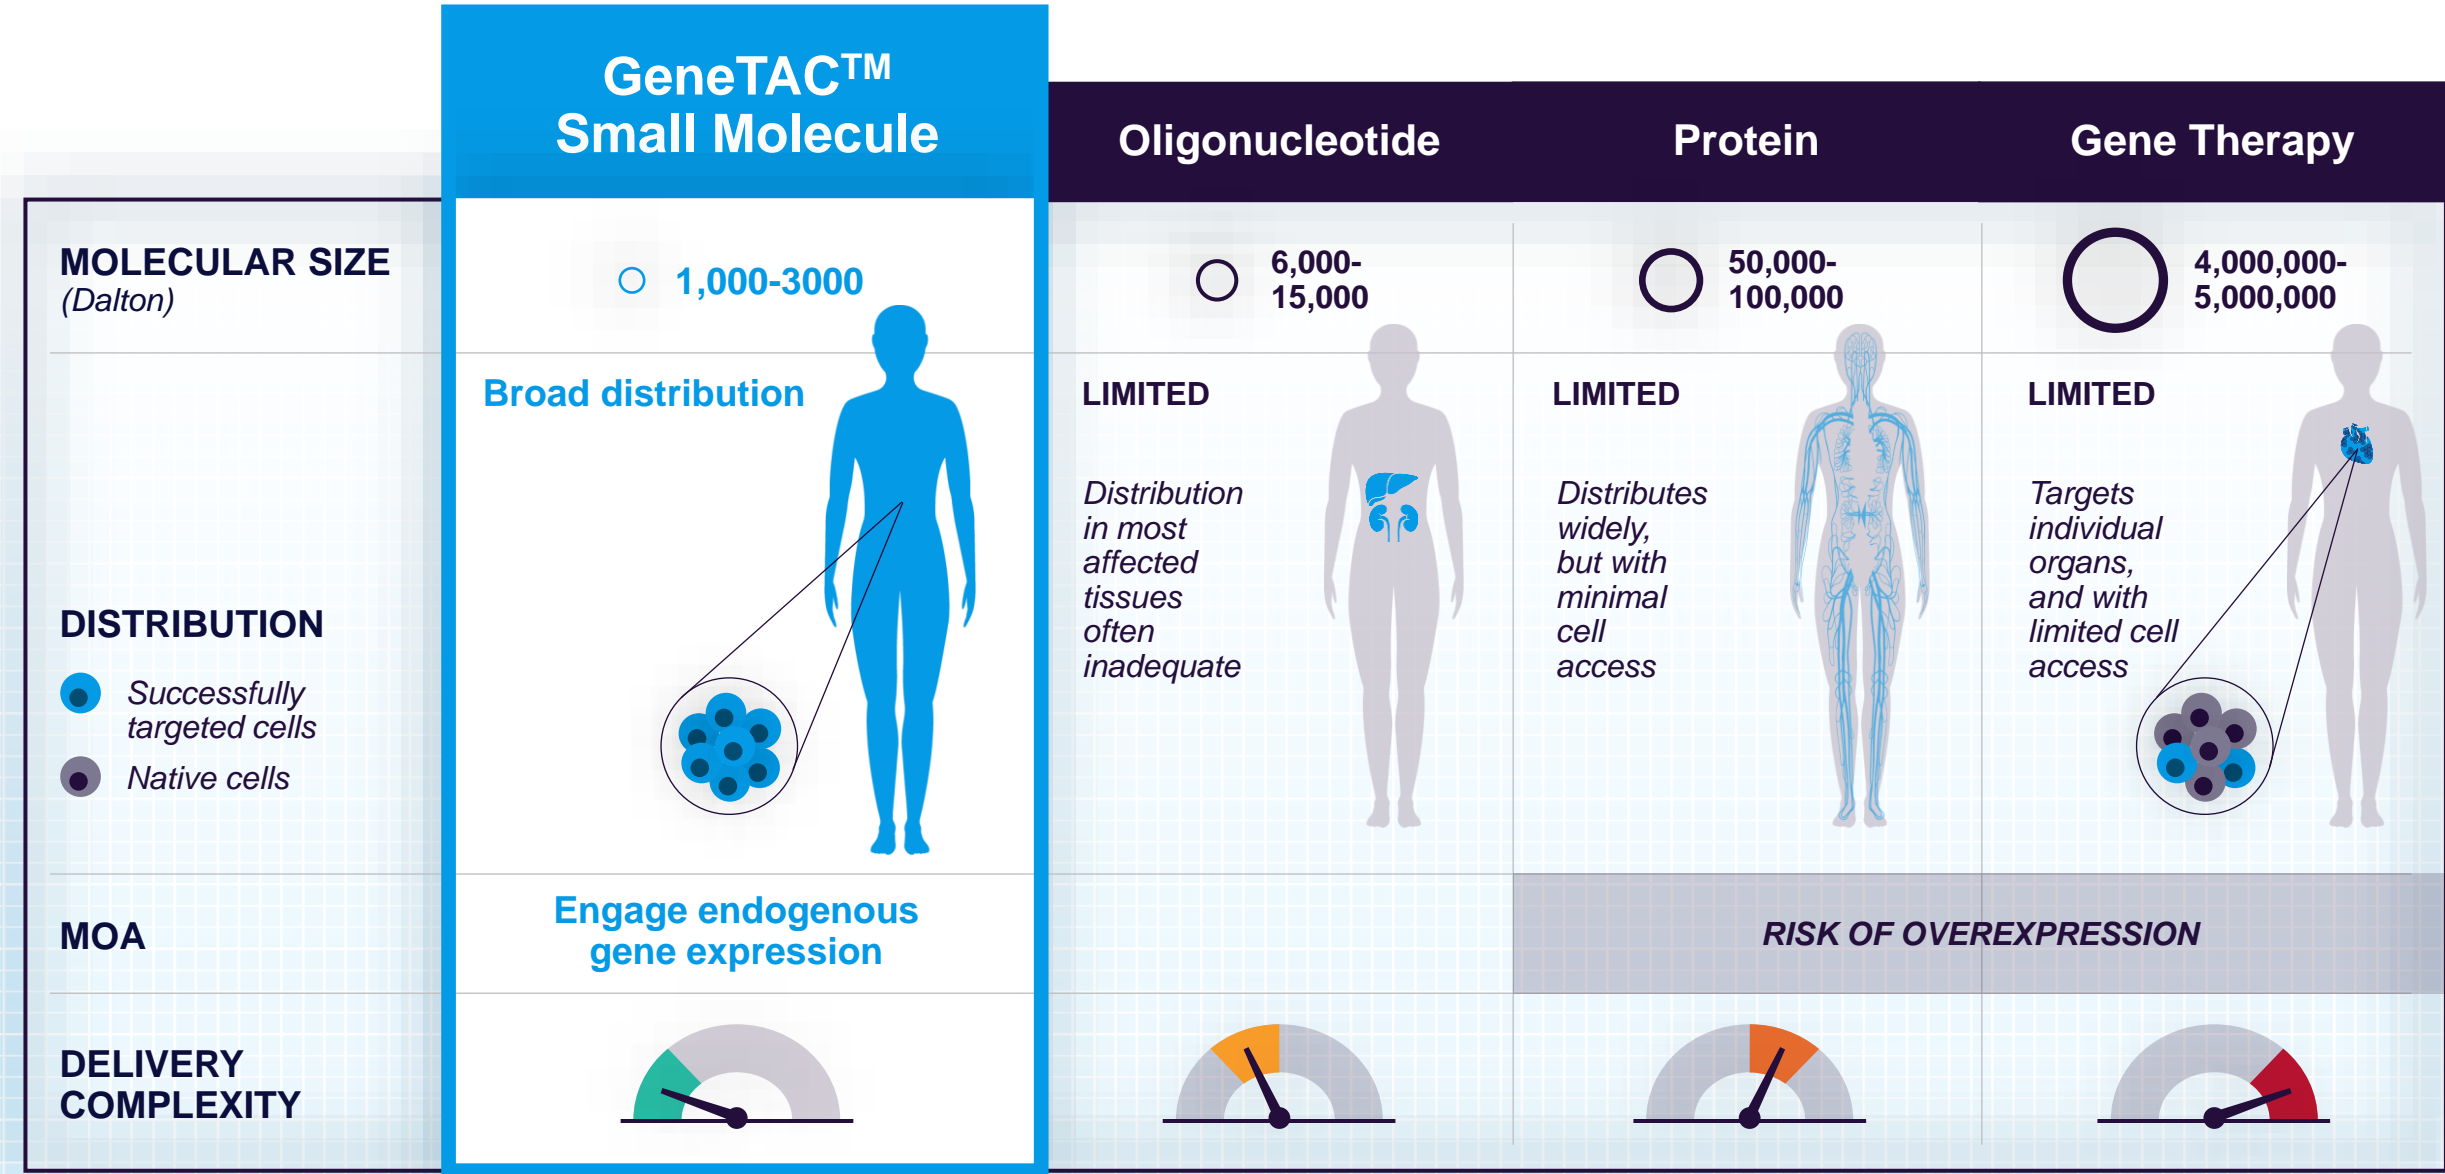 GeneTAC™
Small Molecule
Oligonucleotide
Protein
Gene Therapy
MOLECULAR SIZE
(Dalton)
1,000-3000
6,000-
15,000
50,000-
100,000
4,000,000-
5,000,000
DISTRIBUTION
Successfully
targeted cells
Native cells
Broad distribution
LIMITED
Distribution
in most
affected
tissues
often
inadequate
LIMITED
Distributes
widely,
but with
minimal
cell
access
LIMITED
Targets
individual
organs,
and with
limited cell
access
MOA
Engage endogenous
gene expression
RISK OF OVEREXPRESSION
DELIVERY
COMPLEXITY